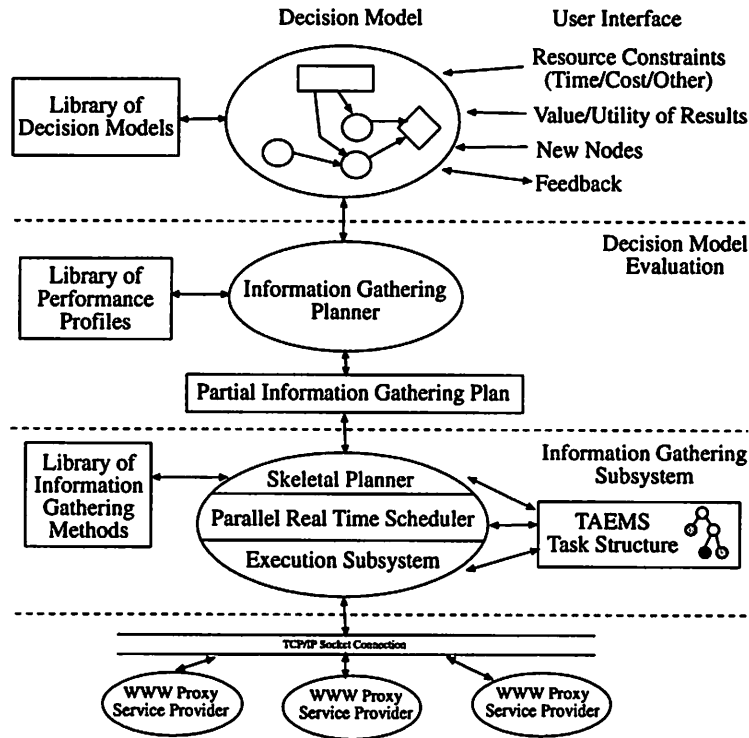 Decision Model
User Interface
Resource Constraints
(Time/Cost/Other)
Library of
Decision Models
Value/Utility of Results
New Nodes
Feedback
Decision Model
Evaluation
Library of
Performance
Profiles
Information Gathering
Planner
Partial Information Gathering Plan
Information Gathering
Subsystem
Library of
Information
Gathering
Methods
Skeletal Planner
Parallel Real Time Scheduler
Execution Subsystem
TAEMS
Task Structure
TCP/IP Socket Connection
WWW Proxy
Service Provider
WWW Proxy
Service Provider
WWW Proxy
Service Provider